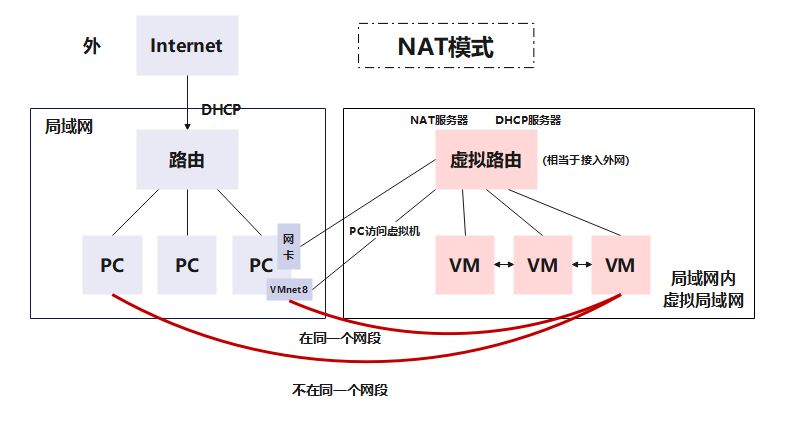 外
Internet
NAT模式
DHCP
局域网
NAT服务器
DHCP服务器
路由
虚拟路由
(相当于接入外网)
PC访问虚拟机
网
卡
PC
PC
PC
VMnet8
VM
VM
VM
局域网内
虚拟局域网
在同一个网段
不在同一个网段